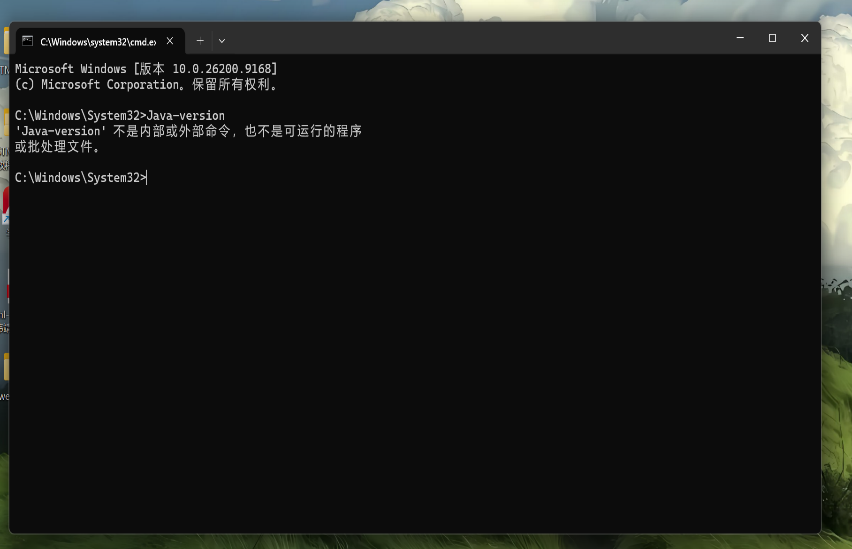 C:\Windows\system32\cmd.ex
Microsoft Windows [版本 10.0.26200.9168]
(c) Microsoft Corporation。保留所有权利。
C:\Windows\System32>Java-version
'Java-version' 不是内部或外部命令，也不是可运行的程序
或批处理文件。
C:\Windows\System32>